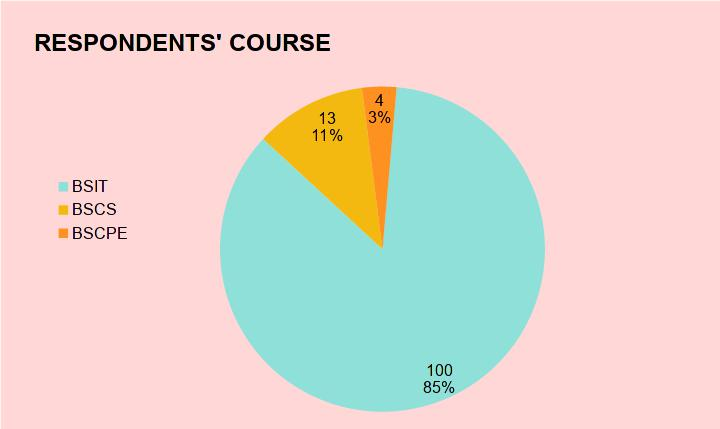 RESPONDENTS' COURSE
4
3%
13
11%
BSIT
BSCS
BSCPE
100
85%